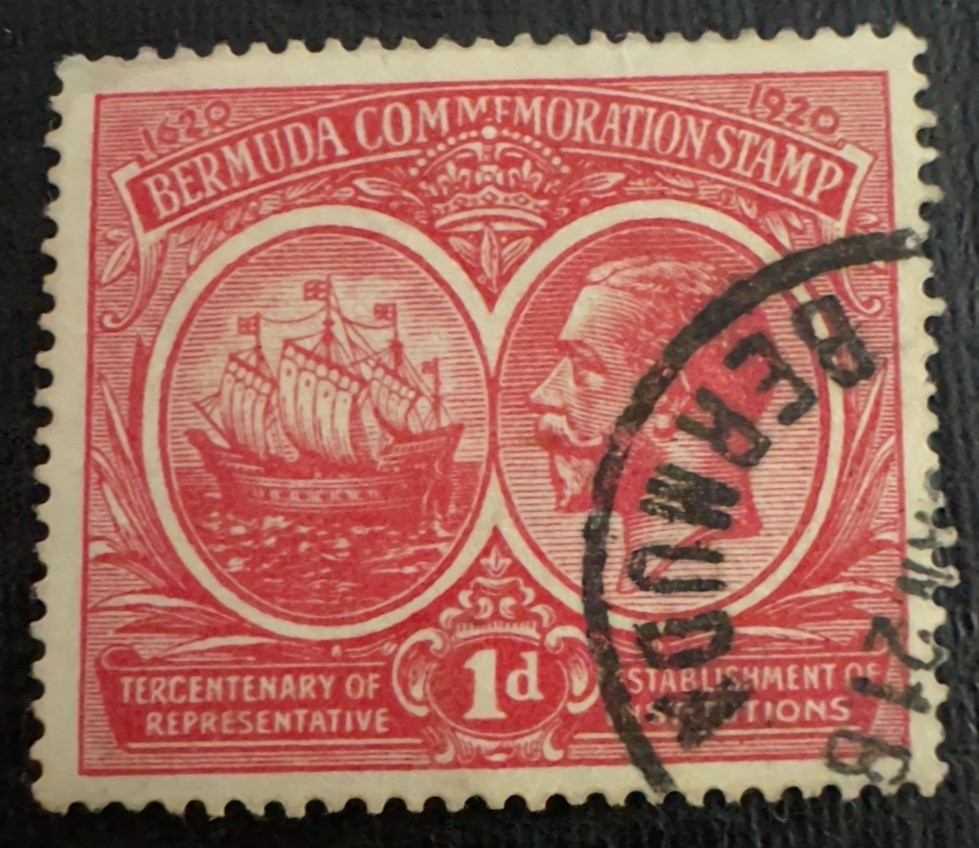 1620
1920
BERMUDA COMMEMORATION STAMP
TERCENTENARY OF
REPRESENTATIVE
1d
ESTABLISHMENT OF
INSTITUTIONS
BERMUDA